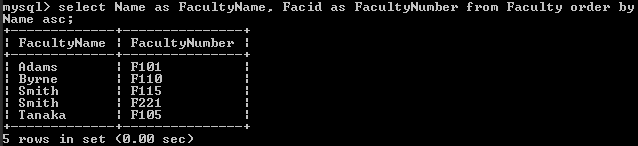 mysql> select Name as FacultyName, Facid as FacultyNumber from Faculty order by
Name asc;
+-------------+---------------+
| FacultyName | FacultyNumber |
+-------------+---------------+
| Adams | F101 |
| Byrne | F110 |
| Smith | F115 |
| Smith | F221 |
| Tanaka | F105 |
+-------------+---------------+
5 rows in set (0.00 sec)